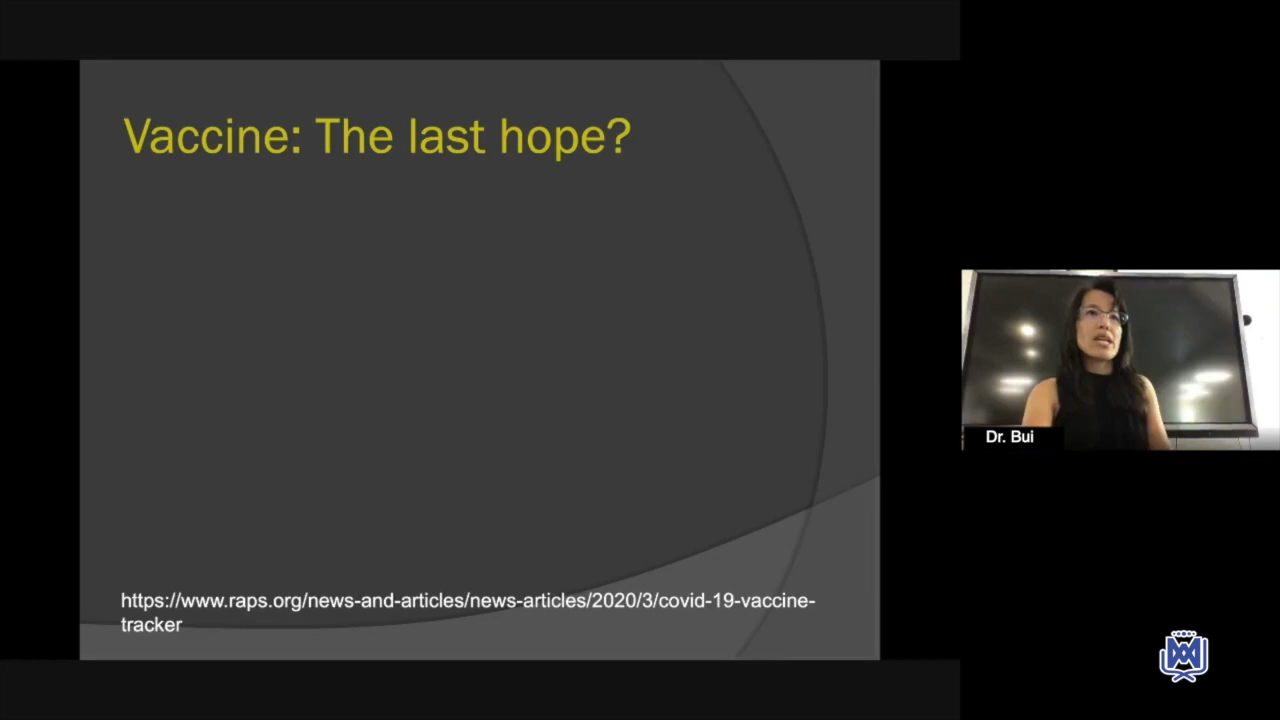 Vaccine: The last hope?
https://www.raps.org/news-and-articles/news-articles/2020/3/covid-19-vaccine-
tracker
Dr. Bui